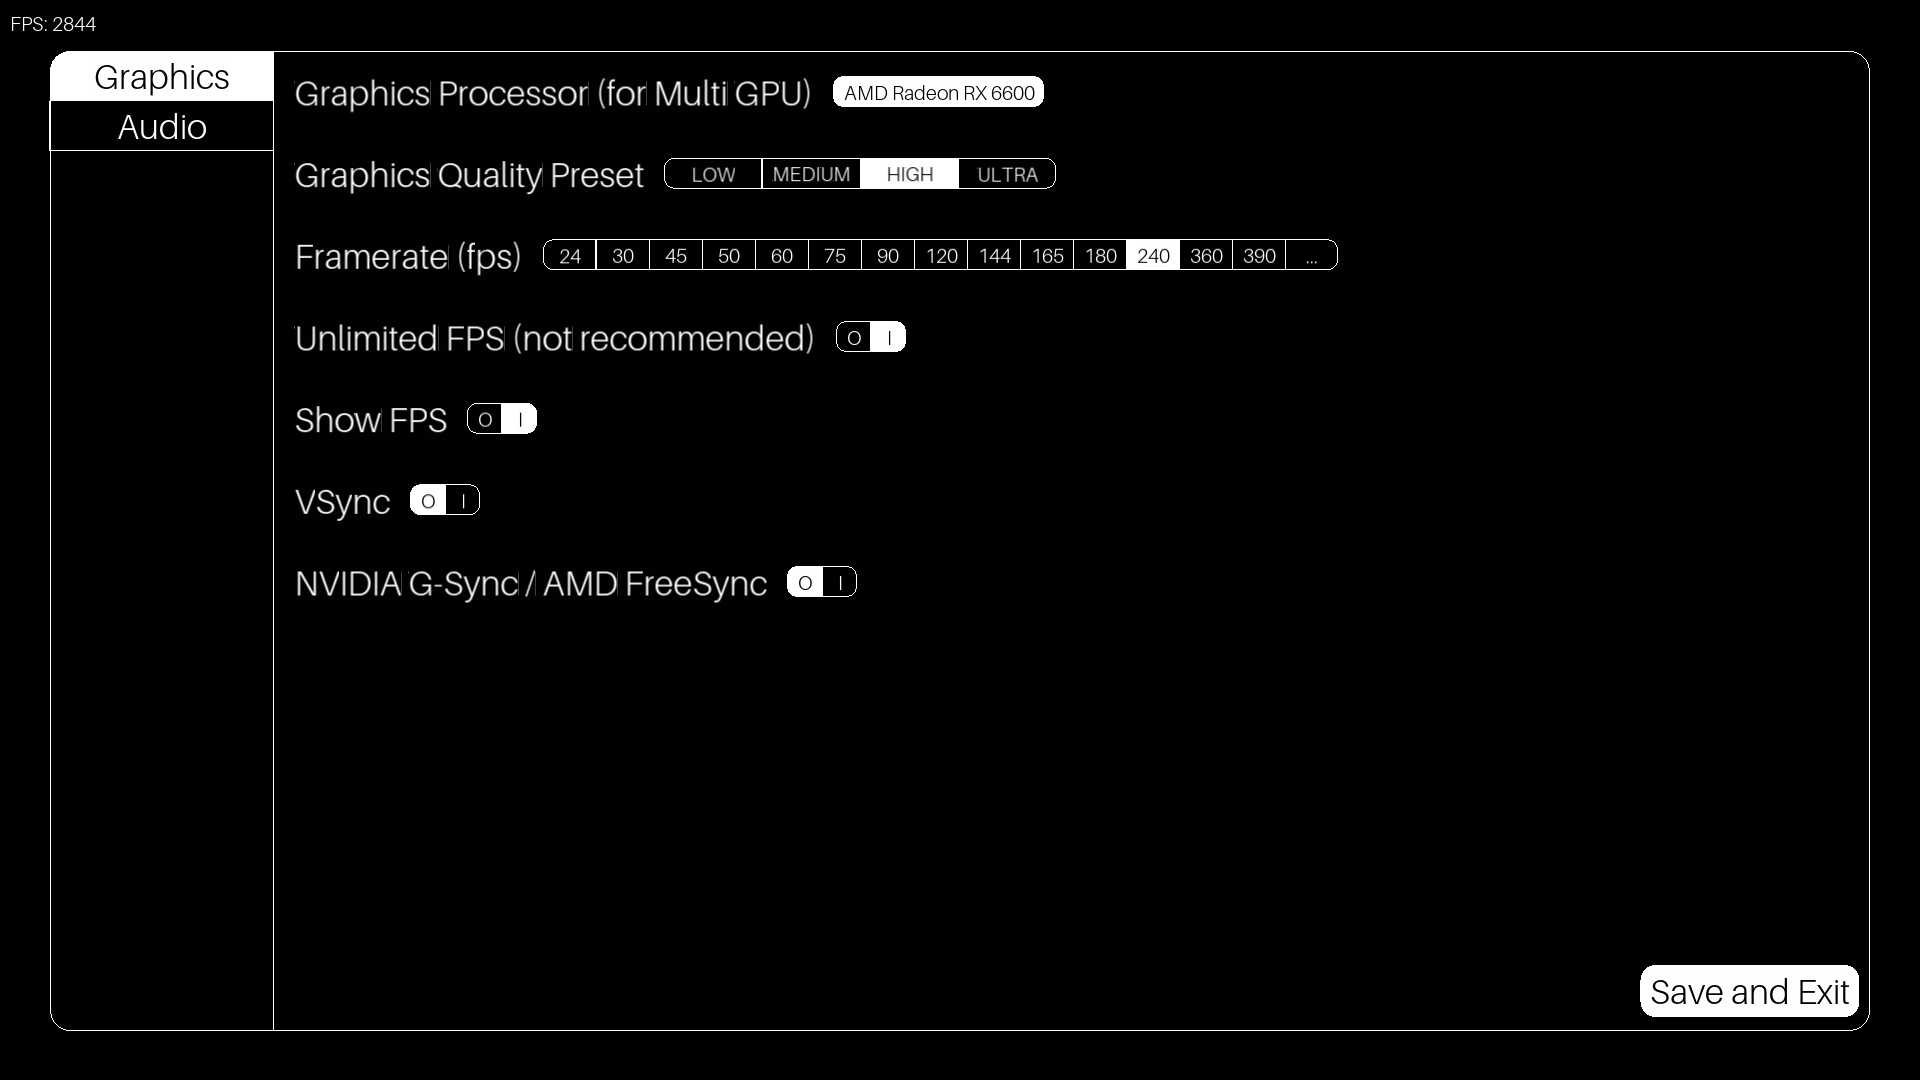 FPS: 2844
Graphics
Audio
Graphics Processor (for Multi GPU) AMD Radeon RX 6600
Graphics Quality Preset LOW MEDIUM HIGH ULTRA
Framerate (fps) 24 30 45 50 60 75 90 120 144 165 180 240 360 390 ...
Unlimited FPS (not recommended) O I
Show FPS O I
VSync O I
NVIDIA G-Sync / AMD FreeSync O I
Save and Exit